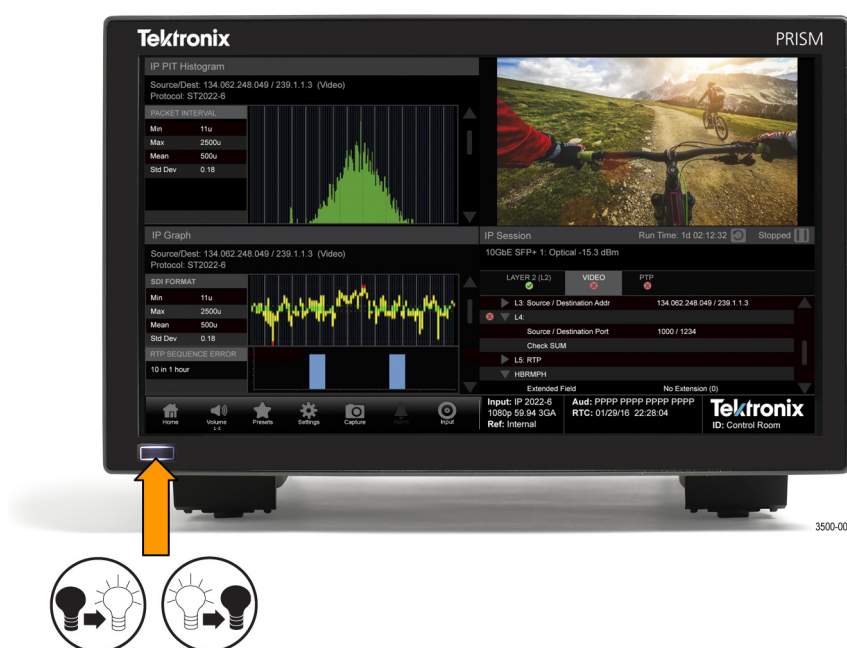 Tektronix
PRISM
IP PIT Histogram
Source/Dest: 134.062.248.049 / 239.1.1.3 (Video)
Protocol: ST2022-6
PACKET INTERVAL
Min 11u
Max 2500u
Mean 500u
Std Dev 0.18
IP Graph
Source/Dest: 134.062.248.049 / 239.1.1.3 (Video)
Protocol: ST2022-6
SDI FORMAT
Min 11u
Max 2500u
Mean 500u
Std Dev 0.18
RTP SEQUENCE ERROR
10 in 1 hour
IP Session Run Time: 1d 02:12:32 Stopped
10GbE SFP+ 1: Optical -15.3 dBm
LAYER 2 (L2) VIDEO PTP
L3: Source / Destination Addr 134.062.248.049 / 239.1.1.3
L4:
Source / Destination Port 1000 / 1234
Check SUM
L5: RTP
HBRMPH
Extended Field No Extension (0)
Home Volume Presets Settings Capture Input
1-2
Input: IP 2022-6
1080p 59.94 3GA
Ref: Internal
Aud: PPPP PPPP PPPP PPPP
RTC: 01/29/16 22:28:04
Tektronix
ID: Control Room
3500-00